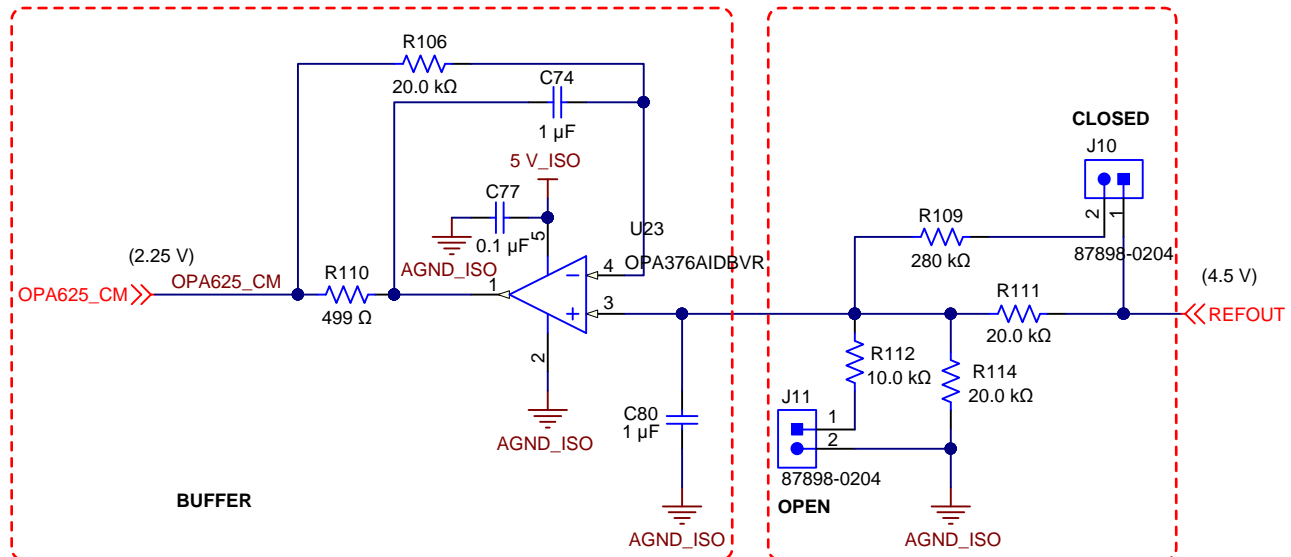 R106
20.0 kΩ
C74
1 µF
5 V_ISO
C77
0.1 µF
AGND_ISO
5
U23
4
OPA376AIDBVR
3
1
2
(2.25 V)
OPA625_CM
OPA625_CM
R110
499 Ω
AGND_ISO
C80
1 µF
AGND_ISO
BUFFER
CLOSED
J10
2
1
87898-0204
R109
280 kΩ
R111
20.0 kΩ
(4.5 V)
REFOUT
R112
10.0 kΩ
R114
20.0 kΩ
J11
1
2
87898-0204
OPEN
AGND_ISO